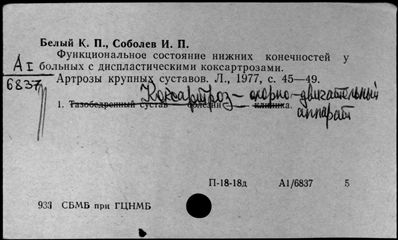 Белый К. П., Соболев И. П.
Функциональное состояние нижних конечностей у
больных с диспластическими коксартрозами.
Артрозы крупных суставов. Л., 1977, с. 45—49.
А I
6837
1. Тазобедренный сустав — болезни — клиника.
Коксартроз — опорно-двигательный
аппарат
П-18-18д А1/6837 5
933 СБМБ при ГЦНМБ